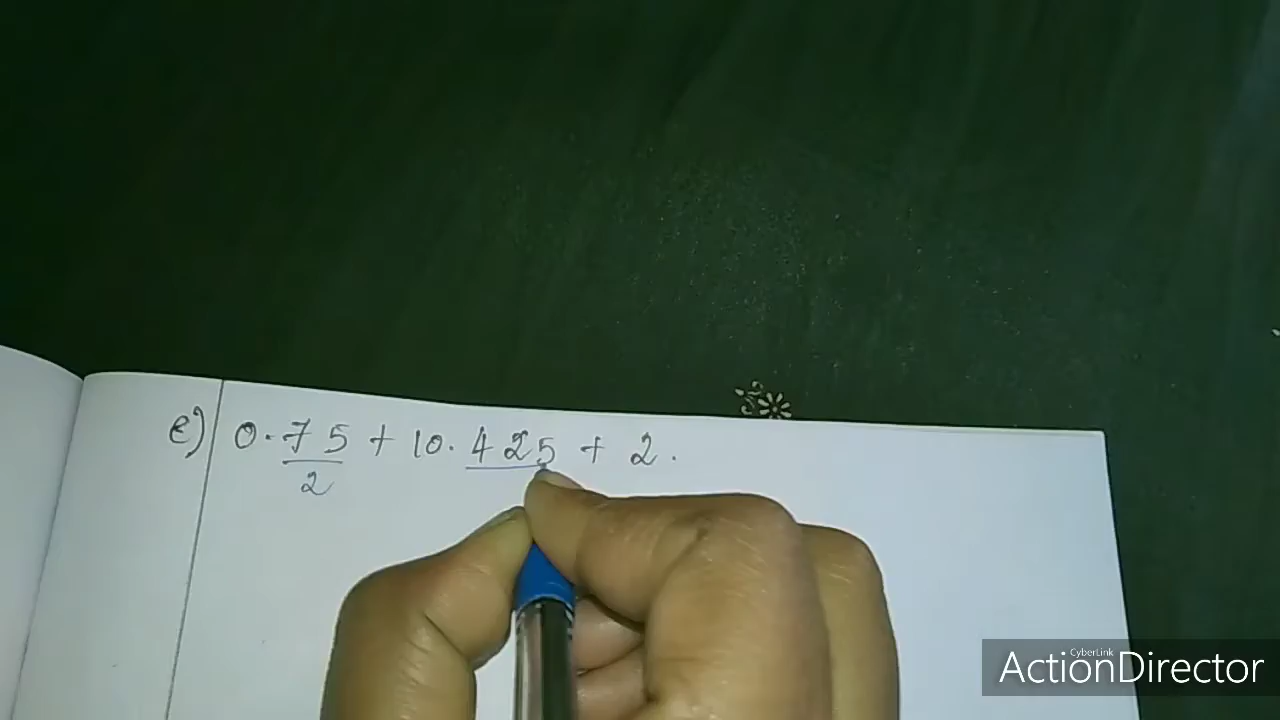 e) 0.75 + 10.425 + 2.
2
CyberLink
ActionDirector